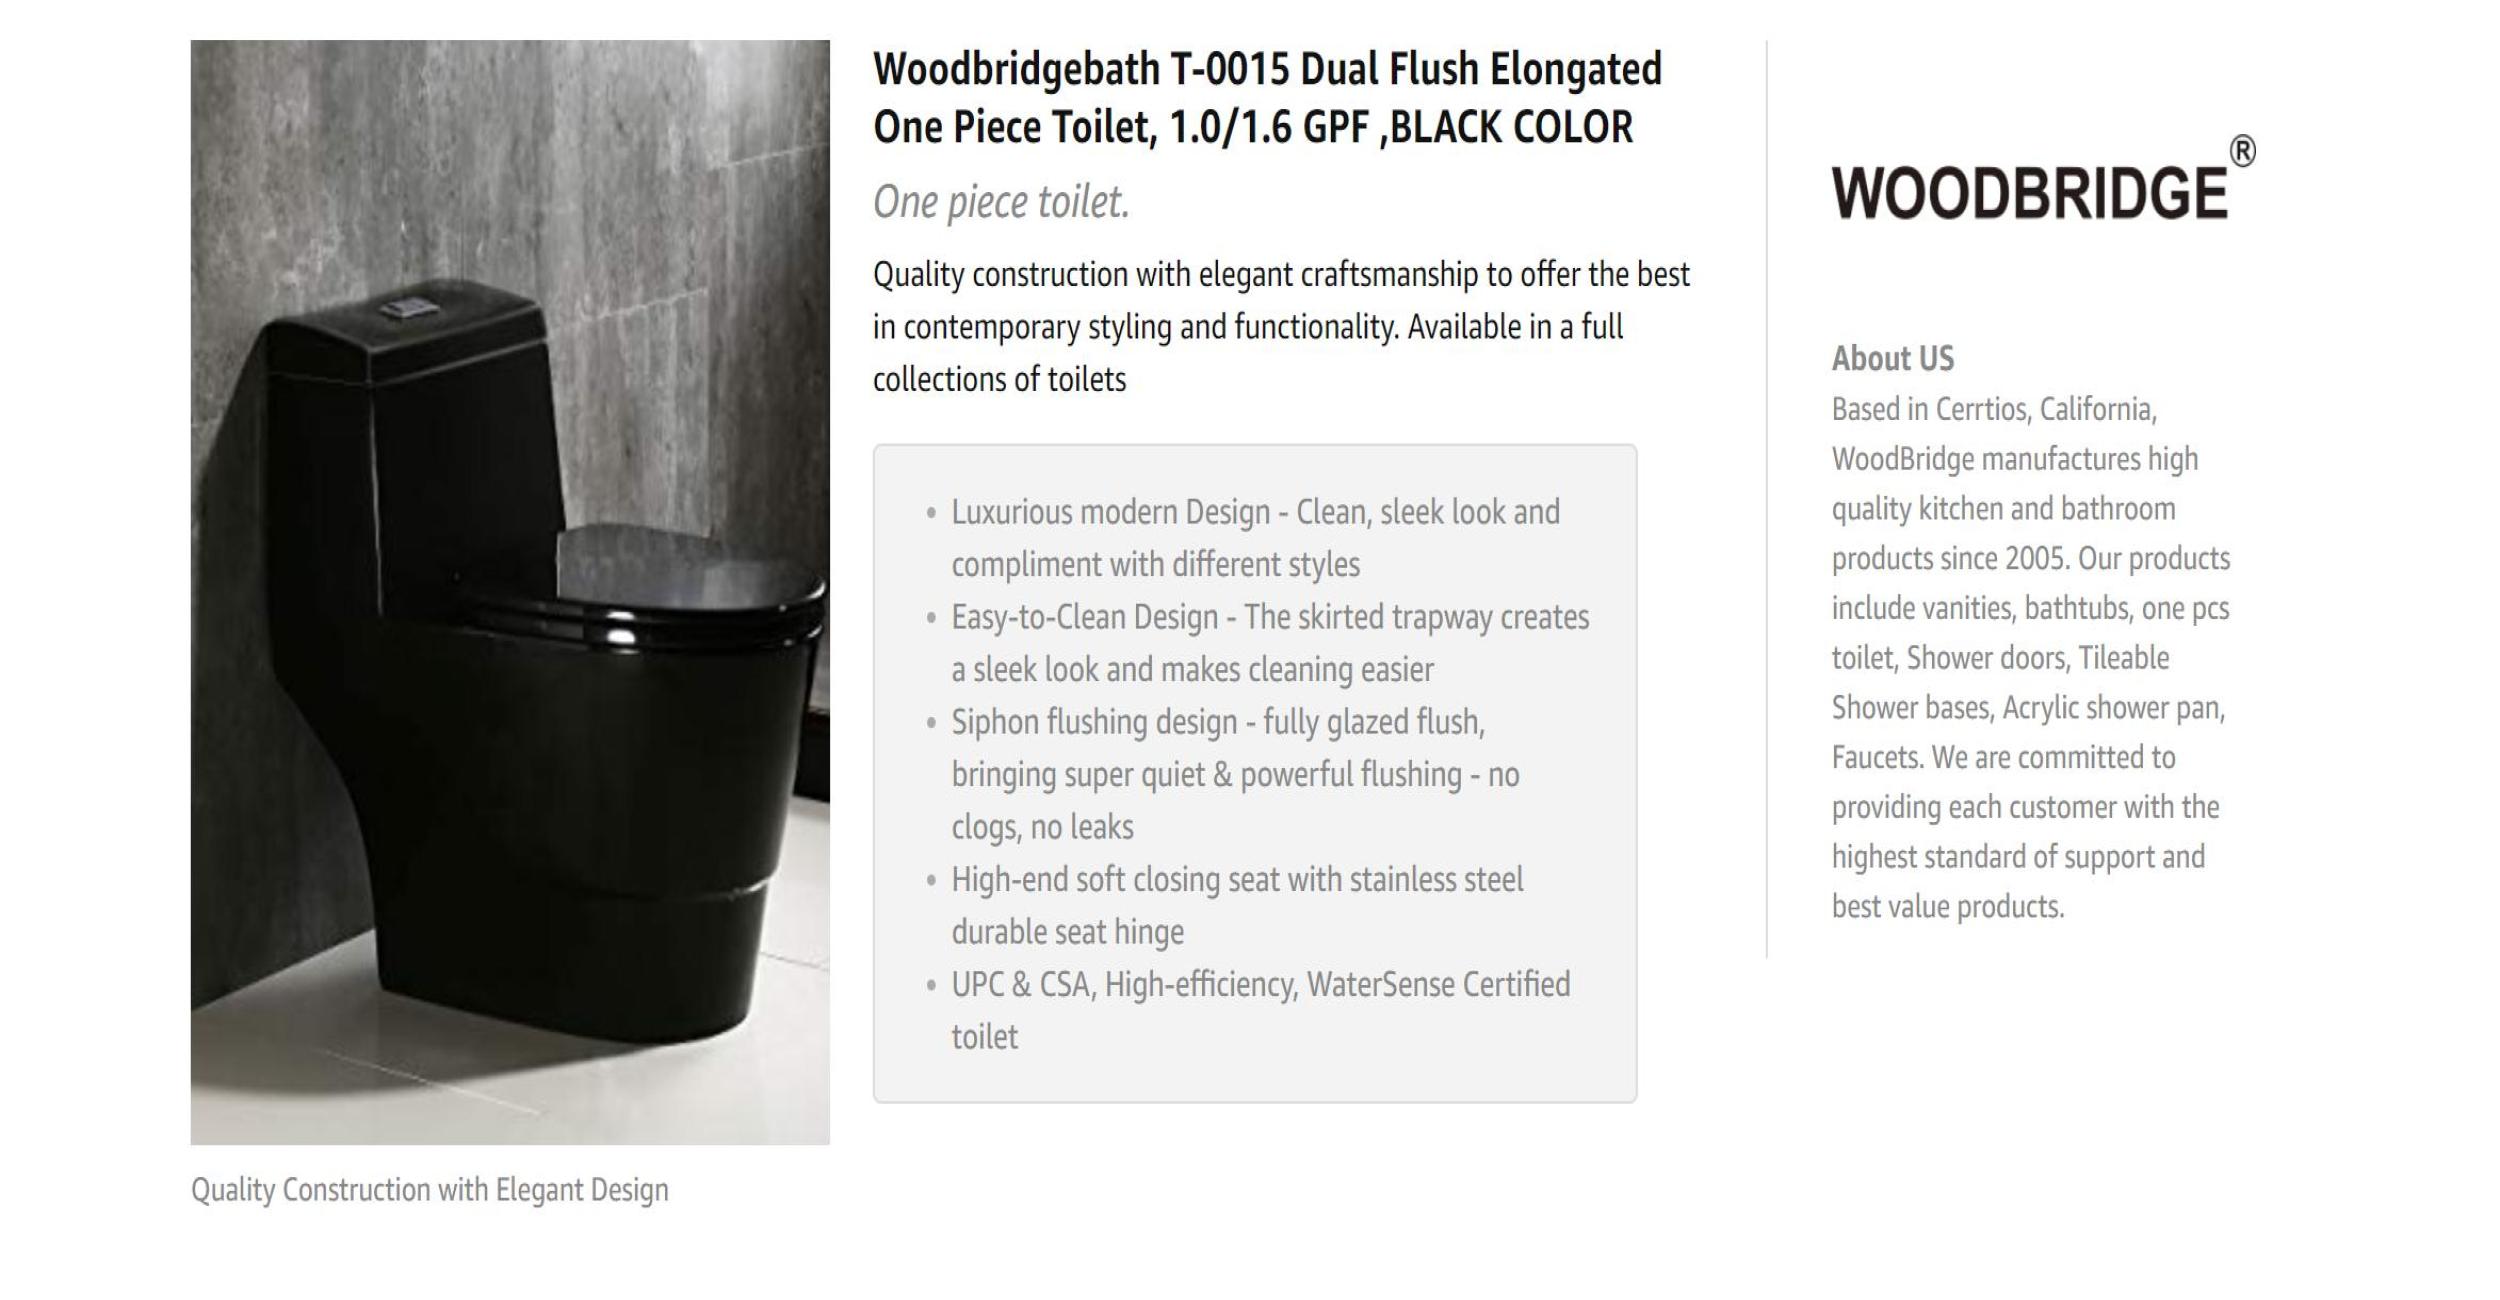 Woodbridgebath T-0015 Dual Flush Elongated
One Piece Toilet, 1.0/1.6 GPF ,BLACK COLOR
One piece toilet.
Quality construction with elegant craftsmanship to offer the best
in contemporary styling and functionality. Available in a full
collections of toilets
• Luxurious modern Design - Clean, sleek look and
compliment with different styles
• Easy-to-Clean Design - The skirted trapway creates
a sleek look and makes cleaning easier
• Siphon flushing design - fully glazed flush,
bringing super quiet & powerful flushing - no
clogs, no leaks
• High-end soft closing seat with stainless steel
durable seat hinge
• UPC & CSA, High-efficiency, WaterSense Certified
toilet
Quality Construction with Elegant Design
WOODBRIDGE®
About US
Based in Cerrtios, California,
WoodBridge manufactures high
quality kitchen and bathroom
products since 2005. Our products
include vanities, bathtubs, one pcs
toilet, Shower doors, Tileable
Shower bases, Acrylic shower pan,
Faucets. We are committed to
providing each customer with the
highest standard of support and
best value products.